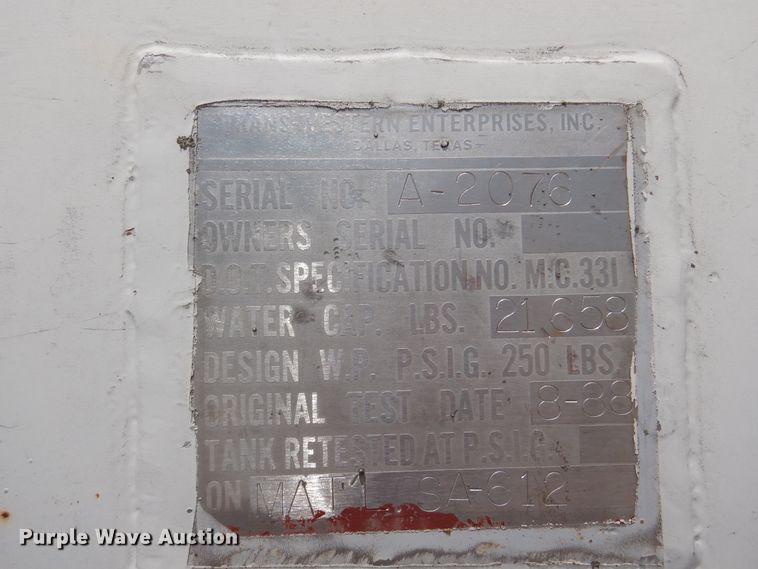 TRANS WESTERN ENTERPRISES, INC.
DALLAS, TEXAS
SERIAL NO. A-2076
OWNERS SERIAL NO.
D.O.T. SPECIFICATION NO. M.C.331
WATER CAP. LBS. 21,658
DESIGN W.P. P.S.I.G. 250 LBS.
ORIGINAL TEST DATE 8-88
TANK RETESTED AT P.S.I.G.
ON MAT'L SA-612
Purple Wave Auction